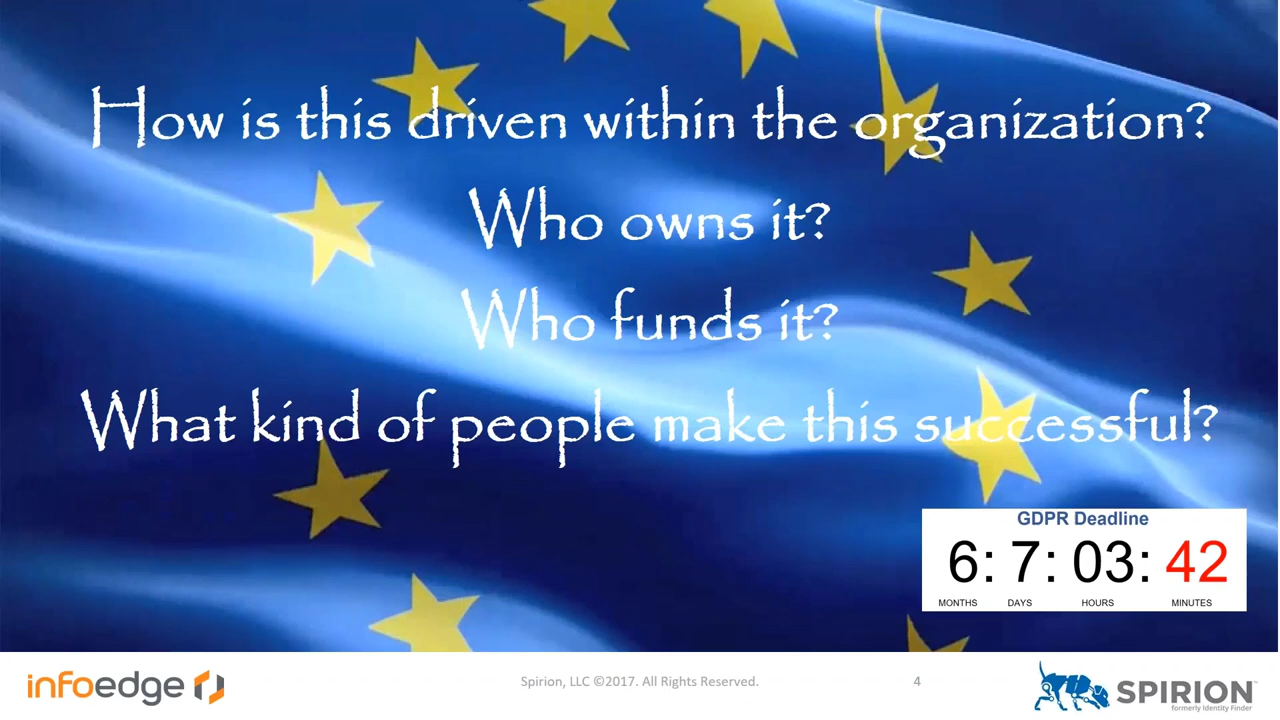 How is this driven within the organization?
Who owns it?
Who funds it?
What kind of people make this successful?
GDPR Deadline
6: 7: 03: 42
MONTHS DAYS HOURS MINUTES
infoedge
Spirion, LLC ©2017. All Rights Reserved.
4
SPIRION™
formerly Identity Finder